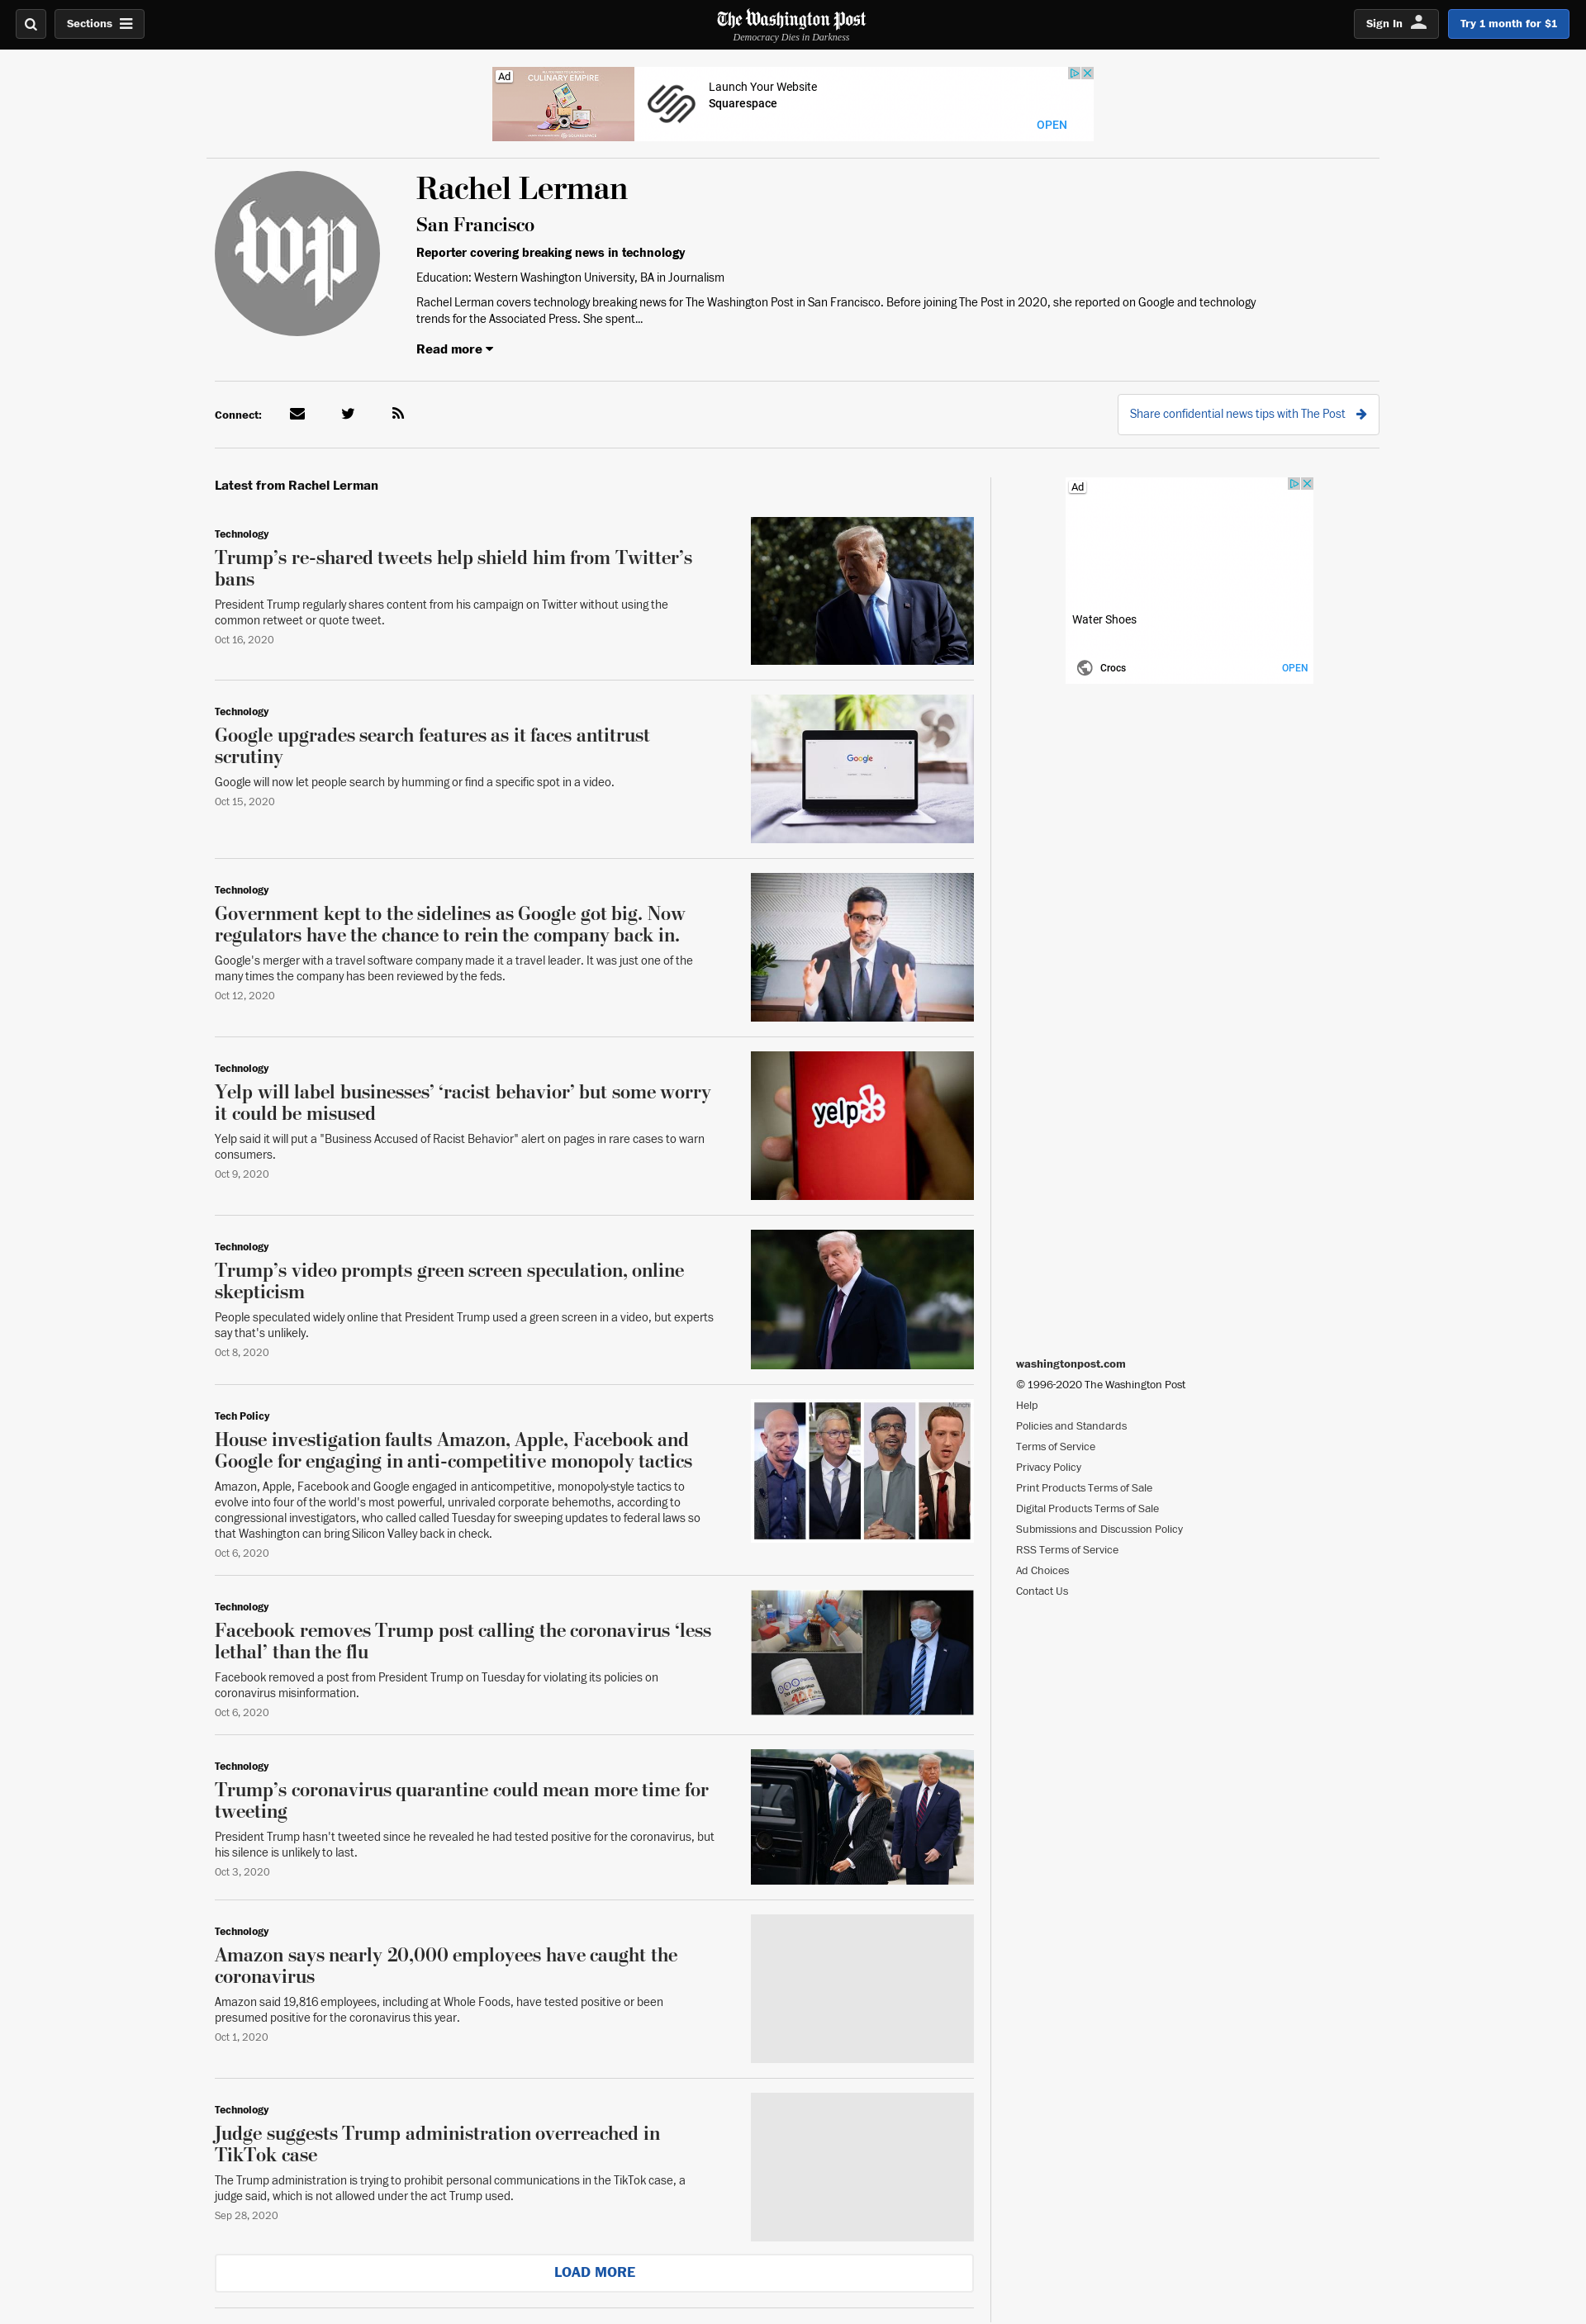 Sections
The Washington Post
Democracy Dies in Darkness
Sign In
Try 1 month for $1
Ad
CULINARY EMPIRE
Launch Your Website
Squarespace
OPEN
wp
Rachel Lerman
San Francisco
Reporter covering breaking news in technology
Education: Western Washington University, BA in Journalism
Rachel Lerman covers technology breaking news for The Washington Post in San Francisco. Before joining The Post in 2020, she reported on Google and technology
trends for the Associated Press. She spent...
Read more
Connect:
Share confidential news tips with The Post
Latest from Rachel Lerman
Technology
Trump’s re-shared tweets help shield him from Twitter’s
bans
President Trump regularly shares content from his campaign on Twitter without using the
common retweet or quote tweet.
Oct 16, 2020
Technology
Google upgrades search features as it faces antitrust
scrutiny
Google will now let people search by humming or find a specific spot in a video.
Oct 15, 2020
Google
Technology
Government kept to the sidelines as Google got big. Now
regulators have the chance to rein the company back in.
Google's merger with a travel software company made it a travel leader. It was just one of the
many times the company has been reviewed by the feds.
Oct 12, 2020
Technology
Yelp will label businesses’ ‘racist behavior’ but some worry
it could be misused
Yelp said it will put a "Business Accused of Racist Behavior" alert on pages in rare cases to warn
consumers.
Oct 9, 2020
yelp
Technology
Trump’s video prompts green screen speculation, online
skepticism
People speculated widely online that President Trump used a green screen in a video, but experts
say that's unlikely.
Oct 8, 2020
Tech Policy
House investigation faults Amazon, Apple, Facebook and
Google for engaging in anti-competitive monopoly tactics
Amazon, Apple, Facebook and Google engaged in anticompetitive, monopoly-style tactics to
evolve into four of the world's most powerful, unrivaled corporate behemoths, according to
congressional investigators, who called called Tuesday for sweeping updates to federal laws so
that Washington can bring Silicon Valley back in check.
Oct 6, 2020
Technology
Facebook removes Trump post calling the coronavirus ‘less
lethal’ than the flu
Facebook removed a post from President Trump on Tuesday for violating its policies on
coronavirus misinformation.
Oct 6, 2020
Technology
Trump’s coronavirus quarantine could mean more time for
tweeting
President Trump hasn't tweeted since he revealed he had tested positive for the coronavirus, but
his silence is unlikely to last.
Oct 3, 2020
Technology
Amazon says nearly 20,000 employees have caught the
coronavirus
Amazon said 19,816 employees, including at Whole Foods, have tested positive or been
presumed positive for the coronavirus this year.
Oct 1, 2020
Technology
Judge suggests Trump administration overreached in
TikTok case
The Trump administration is trying to prohibit personal communications in the TikTok case, a
judge said, which is not allowed under the act Trump used.
Sep 28, 2020
LOAD MORE
Ad
Water Shoes
Crocs
OPEN
washingtonpost.com
© 1996-2020 The Washington Post
Help
Policies and Standards
Terms of Service
Privacy Policy
Print Products Terms of Sale
Digital Products Terms of Sale
Submissions and Discussion Policy
RSS Terms of Service
Ad Choices
Contact Us